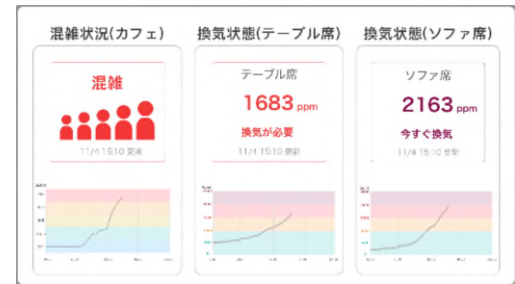 混雑状況(カフェ)
混雑
11/4 15:10 更新
換気状態(テーブル席)
テーブル席
1683 ppm
換気が必要
11/4 15:10 更新
換気状態(ソファ席)
ソファ席
2163 ppm
今すぐ換気
11/4 15:10 更新